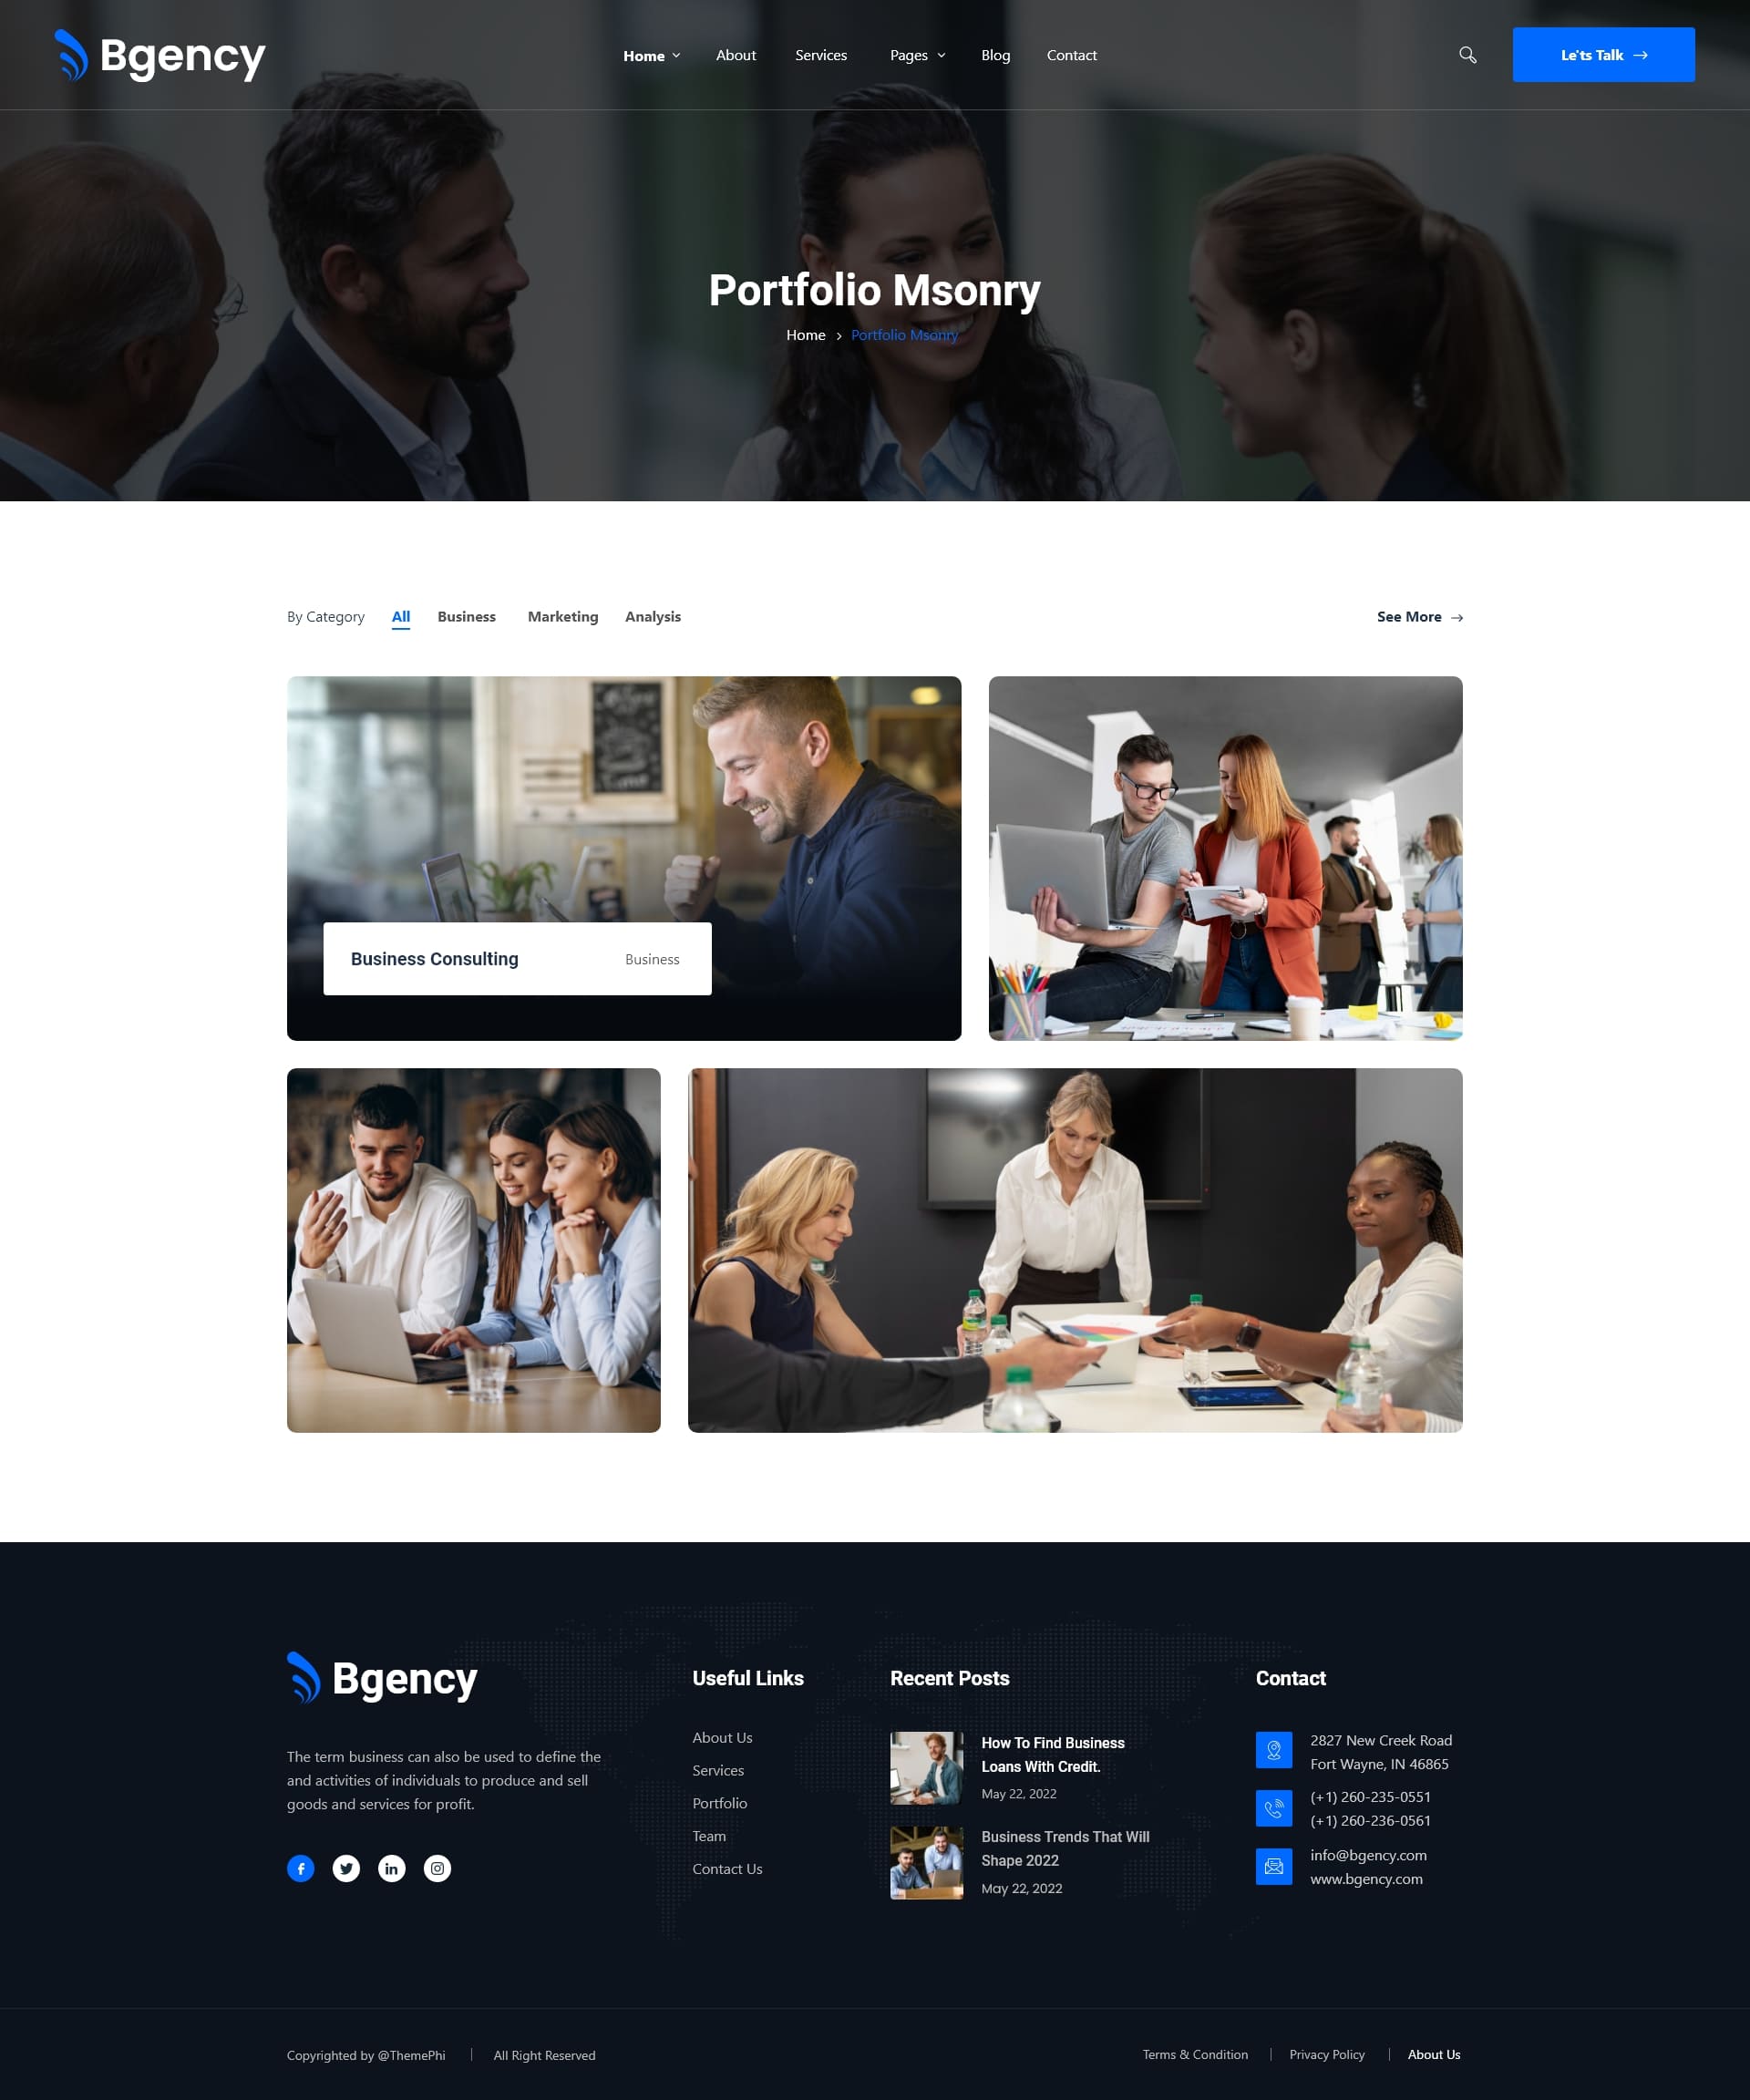 Bgency
Home About Services Pages Blog Contact
Le'ts Talk
Portfolio Msonry
Home Portfolio Msonry
By Category All Business Marketing Analysis
See More
Business Consulting Business
Bgency
The term business can also be used to define the
and activities of individuals to produce and sell
goods and services for profit.
Useful Links
About Us
Services
Portfolio
Team
Contact Us
Recent Posts
How To Find Business
Loans With Credit.
May 22, 2022
Business Trends That Will
Shape 2022
May 22, 2022
Contact
2827 New Creek Road
Fort Wayne, IN 46865
(+1) 260-235-0551
(+1) 260-236-0561
info@bgency.com
www.bgency.com
Copyrighted by @ThemePhi | All Right Reserved
Terms & Condition | Privacy Policy | About Us